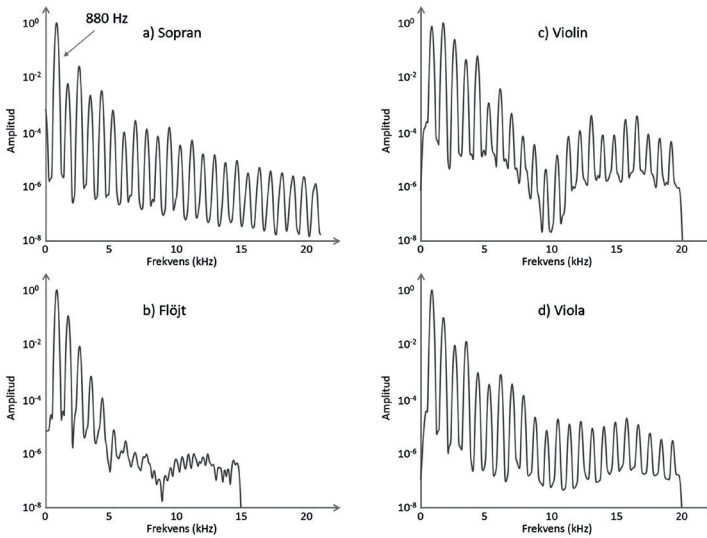 880 Hz
a) Sopran
Amplitud
10⁰
10⁻²
10⁻⁴
10⁻⁶
10⁻⁸
0 5 10 15 20
Frekvens (kHz)
c) Violin
Amplitud
10⁰
10⁻²
10⁻⁴
10⁻⁶
10⁻⁸
0 5 10 15 20
Frekvens (kHz)
b) Flöjt
Amplitud
10⁰
10⁻²
10⁻⁴
10⁻⁶
10⁻⁸
0 5 10 15 20
Frekvens (kHz)
d) Viola
Amplitud
10⁰
10⁻²
10⁻⁴
10⁻⁶
10⁻⁸
0 5 10 15 20
Frekvens (kHz)